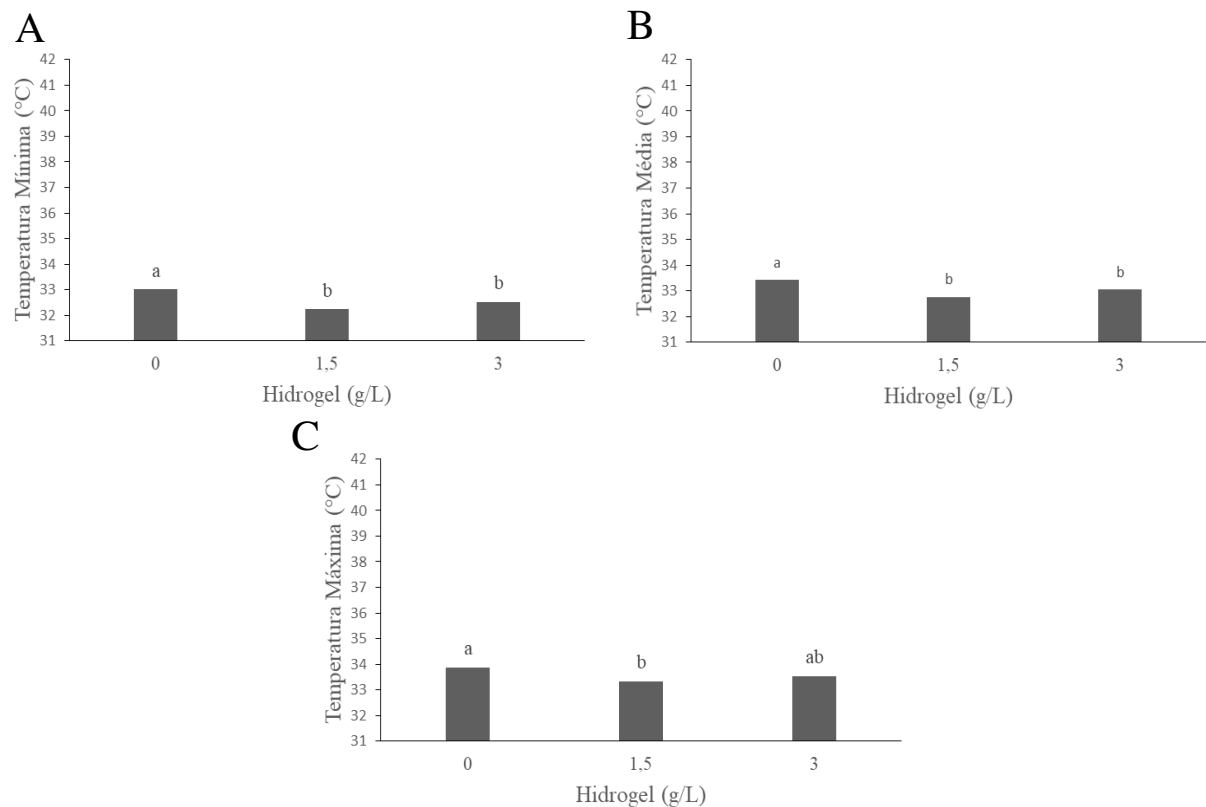 A
Temperatura Mínima (°C)
42
41
40
39
38
37
36
35
34
33
32
31
a
b
b
0
1,5
3
Hidrogel (g/L)
B
Temperatura Média (°C)
42
41
40
39
38
37
36
35
34
33
32
31
a
b
b
0
1,5
3
Hidrogel (g/L)
C
Temperatura Máxima (°C)
42
41
40
39
38
37
36
35
34
33
32
31
a
b
ab
0
1,5
3
Hidrogel (g/L)